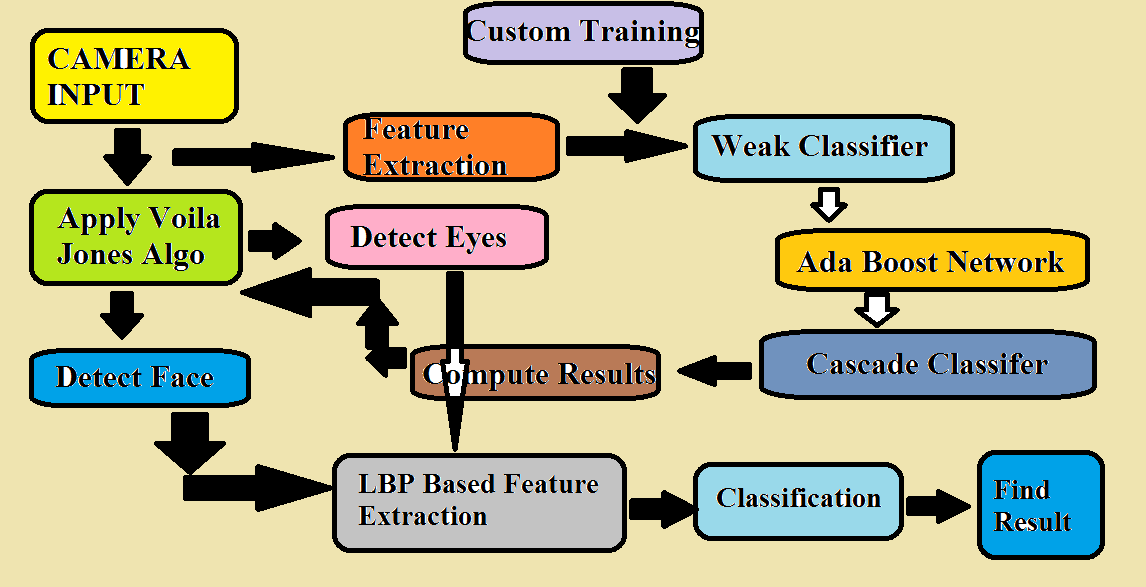 Custom Training
CAMERA
INPUT
Feature
Extraction
Weak Classifier
Apply Voila
Jones Algo
Detect Eyes
Ada Boost Network
Detect Face
Compute Results
Cascade Classifer
LBP Based Feature
Extraction
Classification
Find
Result